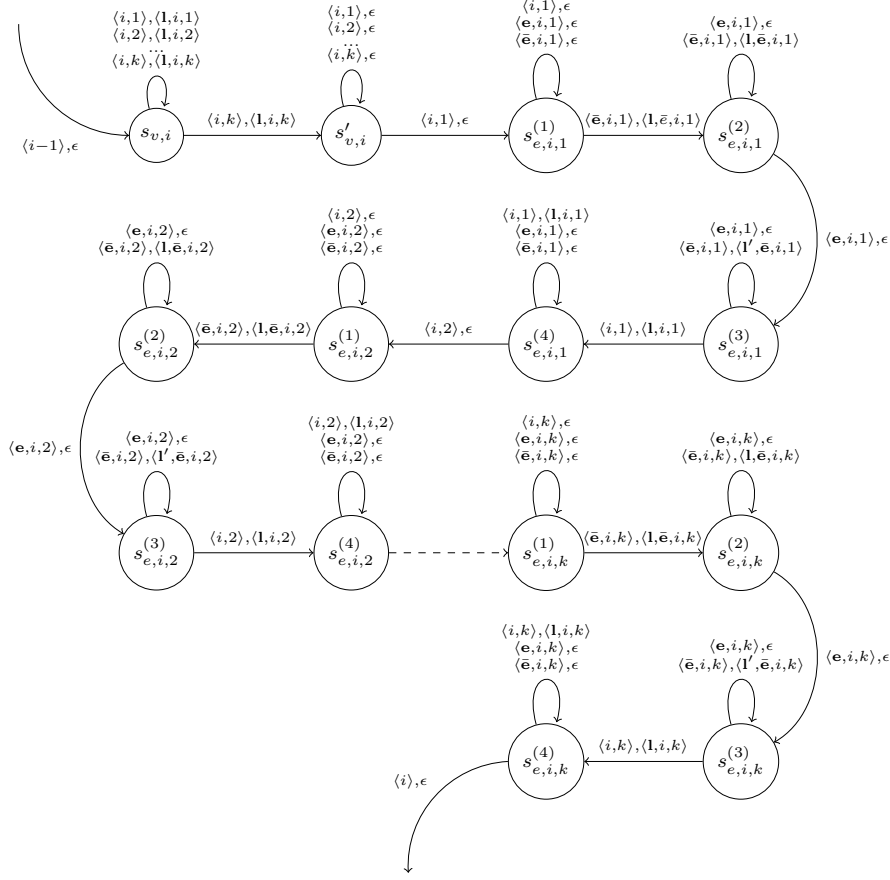 ⟨i,1⟩,⟨l,i,1⟩
⟨i,2⟩,⟨l,i,2⟩
...
⟨i,k⟩,⟨l,i,k⟩
⟨i,1⟩,ϵ
⟨i,2⟩,ϵ
...
⟨i,k⟩,ϵ
⟨i,1⟩,ϵ
⟨e,i,1⟩,ϵ
⟨ē,i,1⟩,ϵ
⟨e,i,1⟩,ϵ
⟨ē,i,1⟩,⟨l,ē,i,1⟩
⟨i−1⟩,ϵ
s_{v,i}
⟨i,k⟩,⟨l,i,k⟩
s'_{v,i}
⟨i,1⟩,ϵ
s^{(1)}_{e,i,1}
⟨ē,i,1⟩,⟨l,ē,i,1⟩
s^{(2)}_{e,i,1}
⟨e,i,1⟩,ϵ
⟨e,i,2⟩,ϵ
⟨ē,i,2⟩,⟨l,ē,i,2⟩
⟨i,2⟩,ϵ
⟨e,i,2⟩,ϵ
⟨ē,i,2⟩,ϵ
⟨i,1⟩,⟨l,i,1⟩
⟨e,i,1⟩,ϵ
⟨ē,i,1⟩,ϵ
⟨e,i,1⟩,ϵ
⟨ē,i,1⟩,⟨l',ē,i,1⟩
s^{(2)}_{e,i,2}
⟨ē,i,2⟩,⟨l,ē,i,2⟩
s^{(1)}_{e,i,2}
⟨i,2⟩,ϵ
s^{(4)}_{e,i,1}
⟨i,1⟩,⟨l,i,1⟩
s^{(3)}_{e,i,1}
⟨e,i,2⟩,ϵ
⟨e,i,2⟩,ϵ
⟨ē,i,2⟩,⟨l',ē,i,2⟩
⟨i,2⟩,⟨l,i,2⟩
⟨e,i,2⟩,ϵ
⟨ē,i,2⟩,ϵ
⟨i,k⟩,ϵ
⟨e,i,k⟩,ϵ
⟨ē,i,k⟩,ϵ
⟨e,i,k⟩,ϵ
⟨ē,i,k⟩,⟨l,ē,i,k⟩
s^{(3)}_{e,i,2}
⟨i,2⟩,⟨l,i,2⟩
s^{(4)}_{e,i,2}
s^{(1)}_{e,i,k}
⟨ē,i,k⟩,⟨l,ē,i,k⟩
s^{(2)}_{e,i,k}
⟨e,i,k⟩,ϵ
⟨i,k⟩,⟨l,i,k⟩
⟨e,i,k⟩,ϵ
⟨ē,i,k⟩,ϵ
⟨e,i,k⟩,ϵ
⟨ē,i,k⟩,⟨l',ē,i,k⟩
⟨i⟩,ϵ
s^{(4)}_{e,i,k}
⟨i,k⟩,⟨l,i,k⟩
s^{(3)}_{e,i,k}